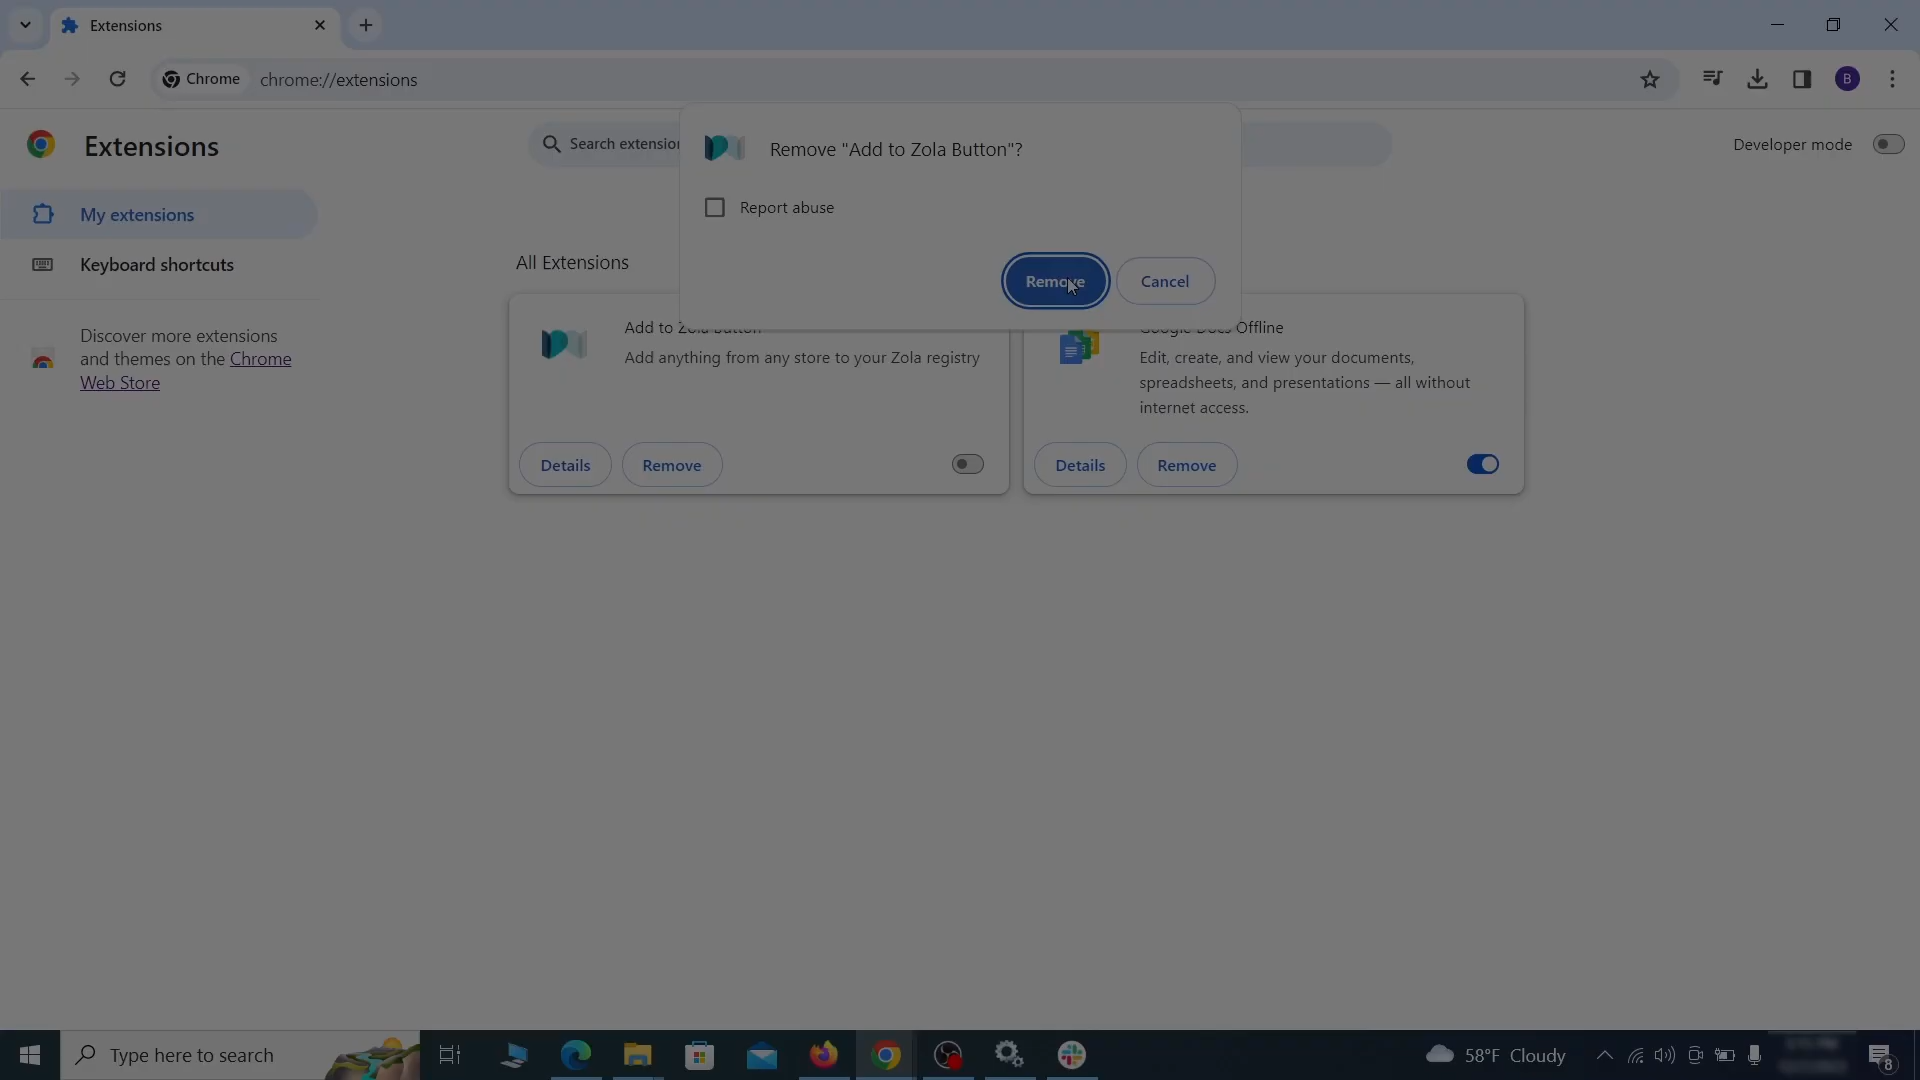 Extensions
Chrome
chrome://extensions
B
Extensions
Search extensio
Developer mode
Remove "Add to Zola Button"?
Report abuse
Remove
Cancel
My extensions
Keyboard shortcuts
Discover more extensions
and themes on the Chrome
Web Store
All Extensions
Add to Zola button
Add anything from any store to your Zola registry
Details
Remove
Google Docs Offline
Edit, create, and view your documents,
spreadsheets, and presentations — all without
internet access.
Details
Remove
Type here to search
58°F Cloudy
8